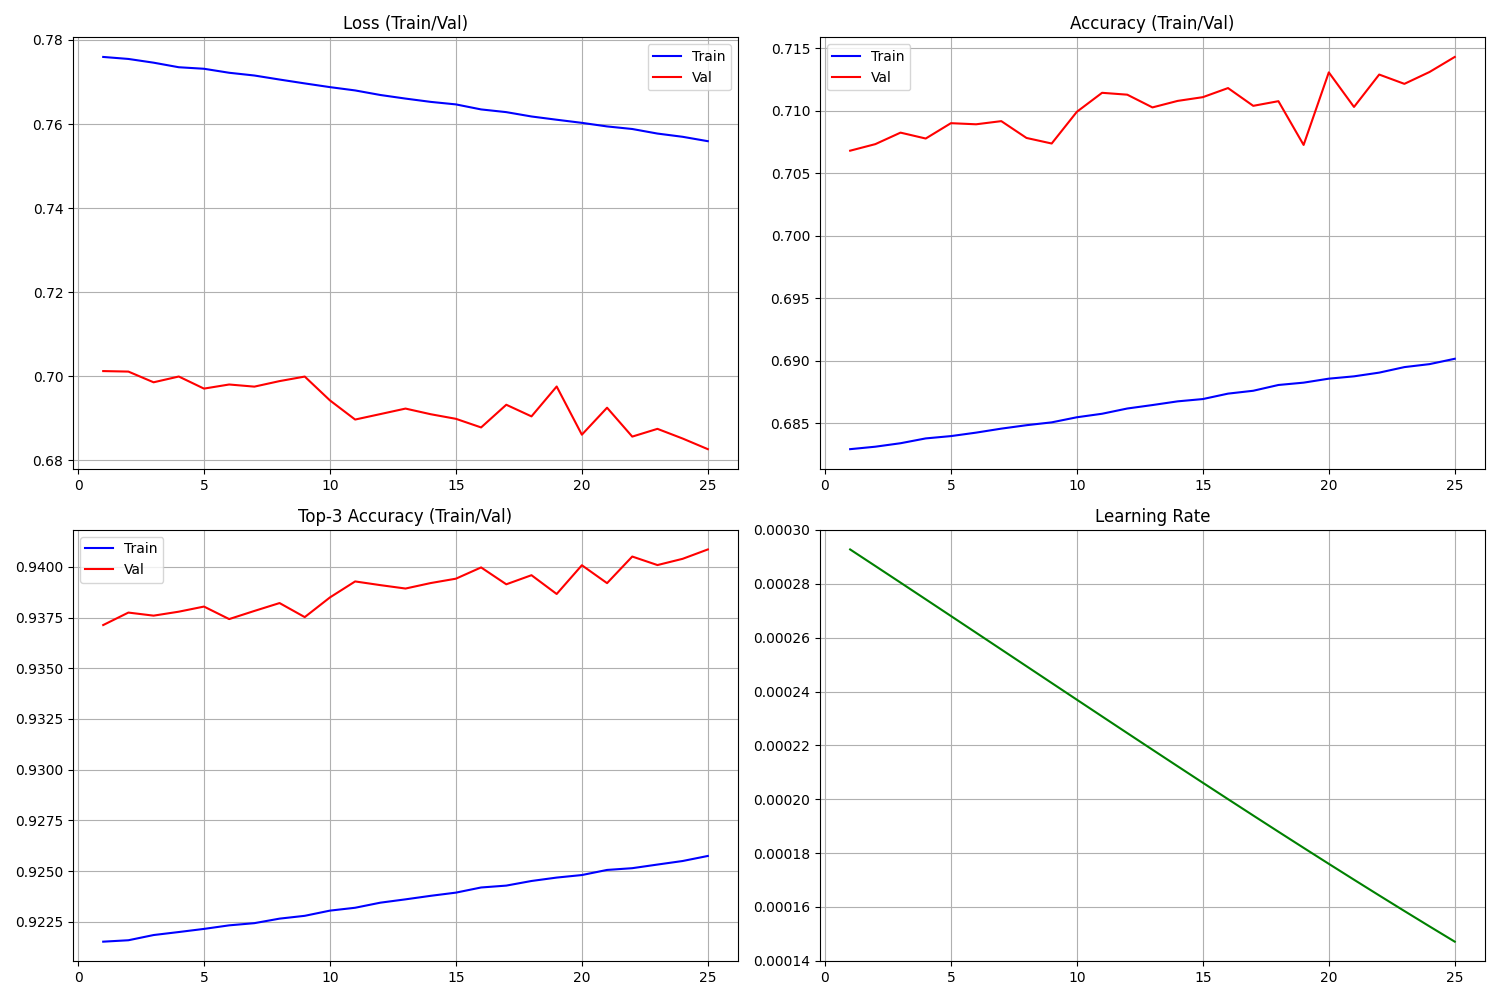 Loss (Train/Val)
0.78
0.76
0.74
0.72
0.70
0.68
Train
Val
0 5 10 15 20 25
Accuracy (Train/Val)
0.715
0.710
0.705
0.700
0.695
0.690
0.685
Train
Val
0 5 10 15 20 25
Top-3 Accuracy (Train/Val)
0.9400
0.9375
0.9350
0.9325
0.9300
0.9275
0.9250
0.9225
Train
Val
0 5 10 15 20 25
Learning Rate
0.00030
0.00028
0.00026
0.00024
0.00022
0.00020
0.00018
0.00016
0.00014
0 5 10 15 20 25